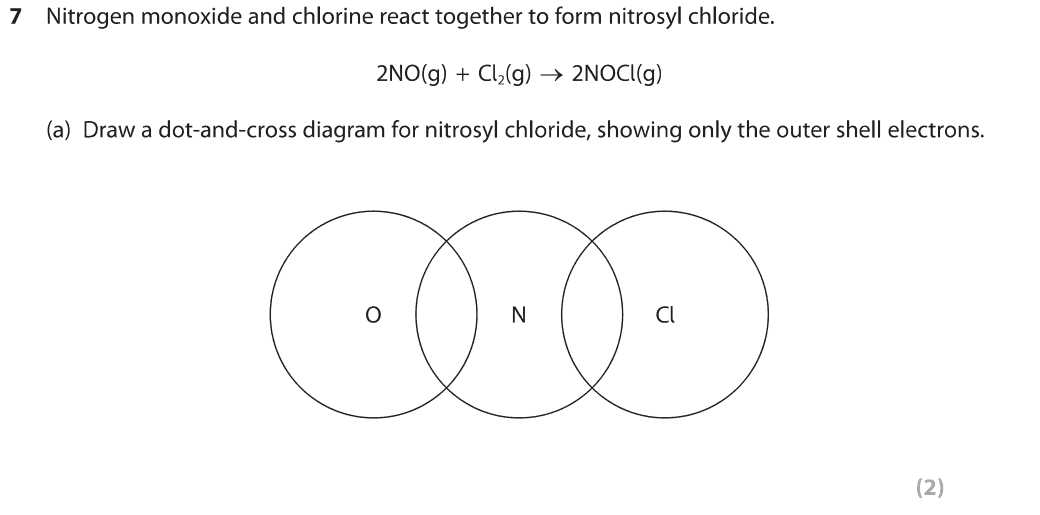 7 Nitrogen monoxide and chlorine react together to form nitrosyl chloride.
2NO(g) + Cl₂(g) → 2NOCl(g)
(a) Draw a dot-and-cross diagram for nitrosyl chloride, showing only the outer shell electrons.
O N Cl
(2)